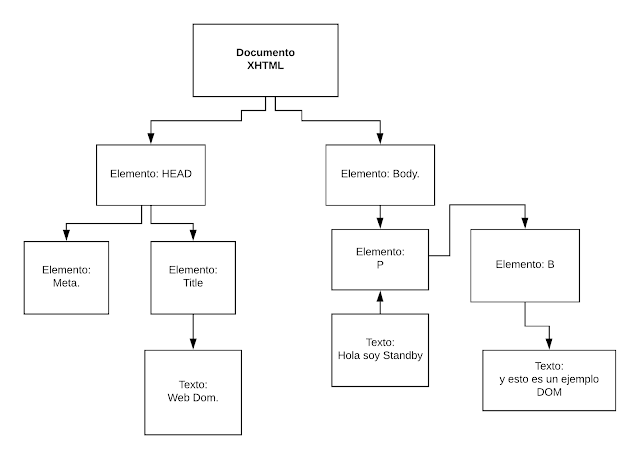 Documento
XHTML
Elemento: HEAD
Elemento: Body.
Elemento:
Meta.
Elemento:
Title
Elemento:
P
Elemento: B
Texto:
Web Dom.
Texto:
Hola soy Standby
Texto:
y esto es un ejemplo
DOM